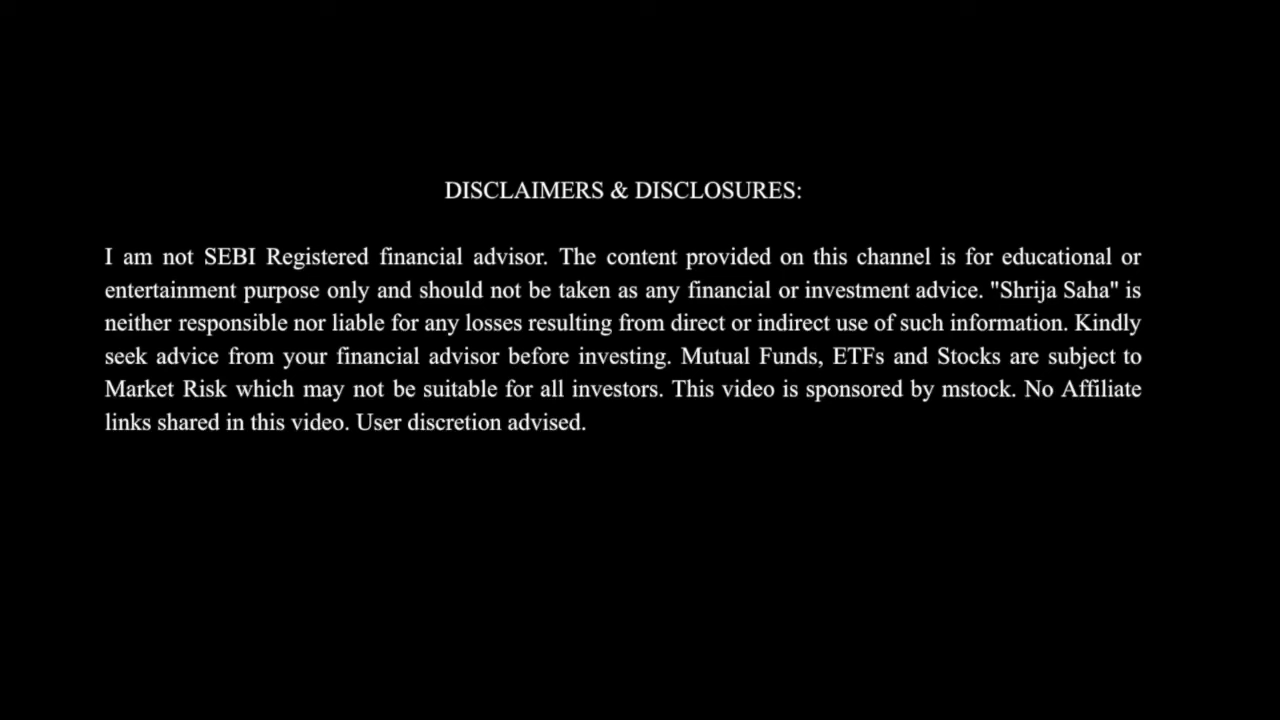 DISCLAIMERS & DISCLOSURES:
I am not SEBI Registered financial advisor. The content provided on this channel is for educational or
entertainment purpose only and should not be taken as any financial or investment advice. "Shrija Saha" is
neither responsible nor liable for any losses resulting from direct or indirect use of such information. Kindly
seek advice from your financial advisor before investing. Mutual Funds, ETFs and Stocks are subject to
Market Risk which may not be suitable for all investors. This video is sponsored by mstock. No Affiliate
links shared in this video. User discretion advised.